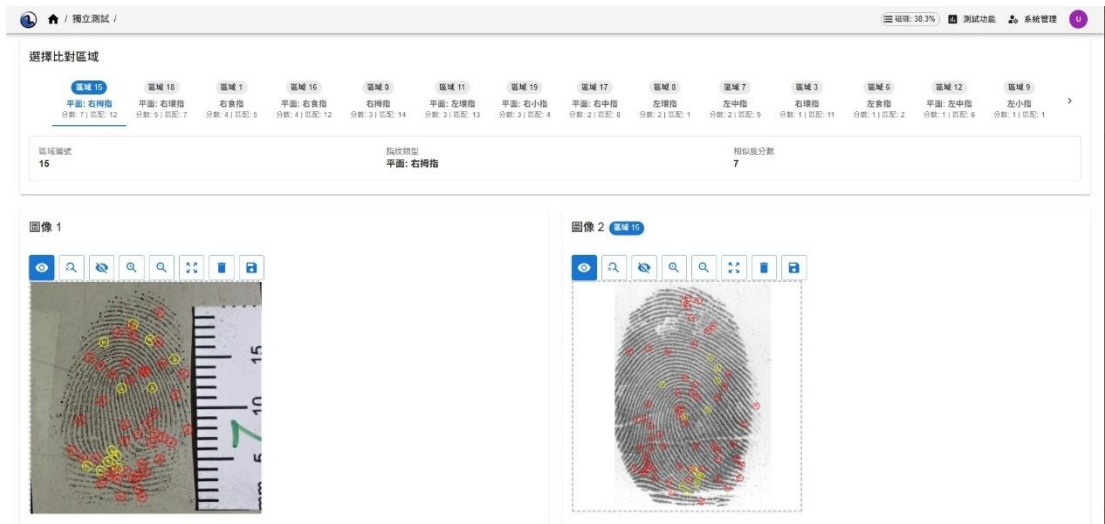 / 獨立測試 /
磁碟: 38.3%
測試功能
系統管理
U
選擇比對區域
區域 15
平面: 右拇指
分數: 7 | 匹配: 12
區域 18
平面: 右環指
分數: 5 | 匹配: 7
區域 1
右食指
分數: 4 | 匹配: 5
區域 16
平面: 右食指
分數: 4 | 匹配: 12
區域 0
右拇指
分數: 3 | 匹配: 14
區域 11
平面: 左環指
分數: 3 | 匹配: 13
區域 19
平面: 右小指
分數: 3 | 匹配: 4
區域 17
平面: 右中指
分數: 2 | 匹配: 8
區域 8
左環指
分數: 2 | 匹配: 1
區域 7
左中指
分數: 2 | 匹配: 5
區域 3
右環指
分數: 1 | 匹配: 11
區域 6
左食指
分數: 1 | 匹配: 2
區域 12
平面: 左中指
分數: 1 | 匹配: 6
區域 9
左小指
分數: 1 | 匹配: 1
區域編號
15
指紋類型
平面: 右拇指
相似度分數
7
圖像 1
圖像 2
區域 15
15
10
7
5
mm